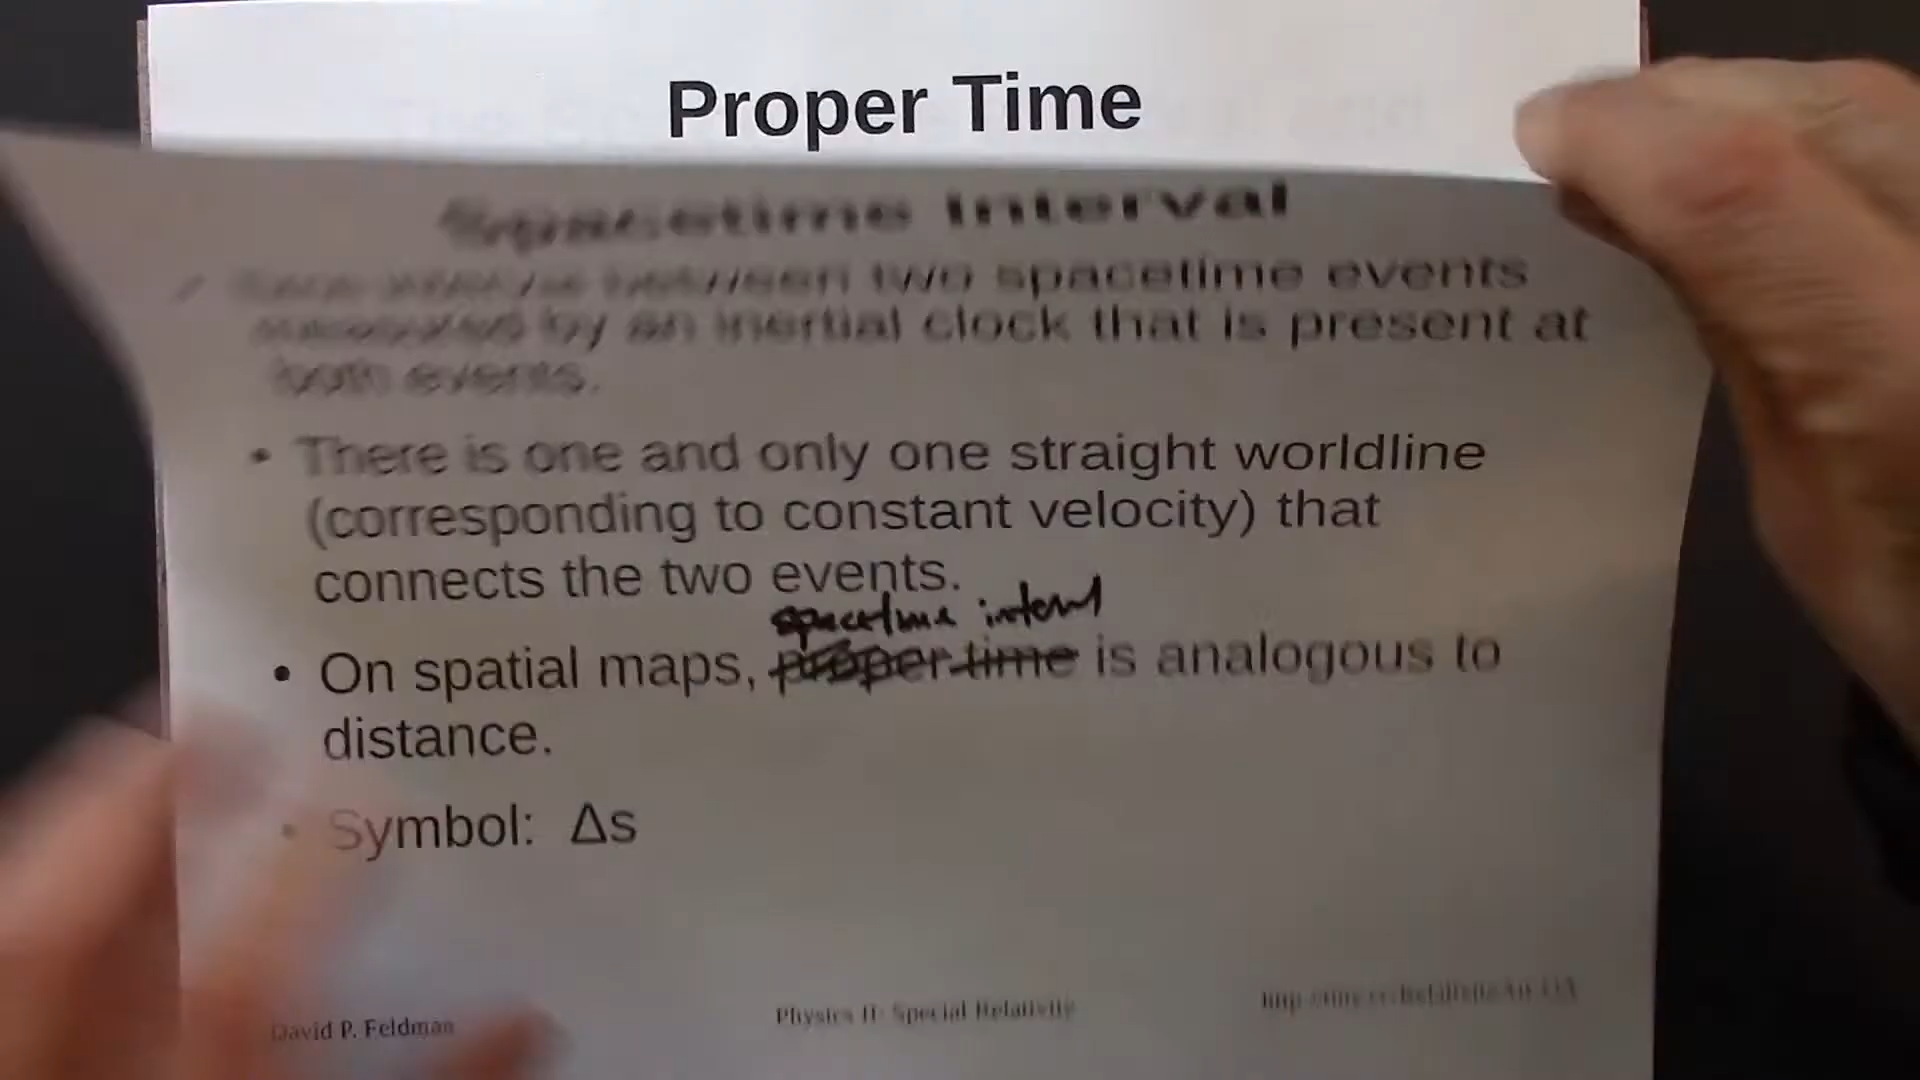 Proper Time
Spacetime Interval
between two spacetime events
by an inertial clock that is present at
both events.
• There is one and only one straight worldline
(corresponding to constant velocity) that
connects the two events.
spacetime interval
• On spatial maps, proper time is analogous to
distance.
• Symbol: Δs
David P. Feldman
Physics II: Special Relativity